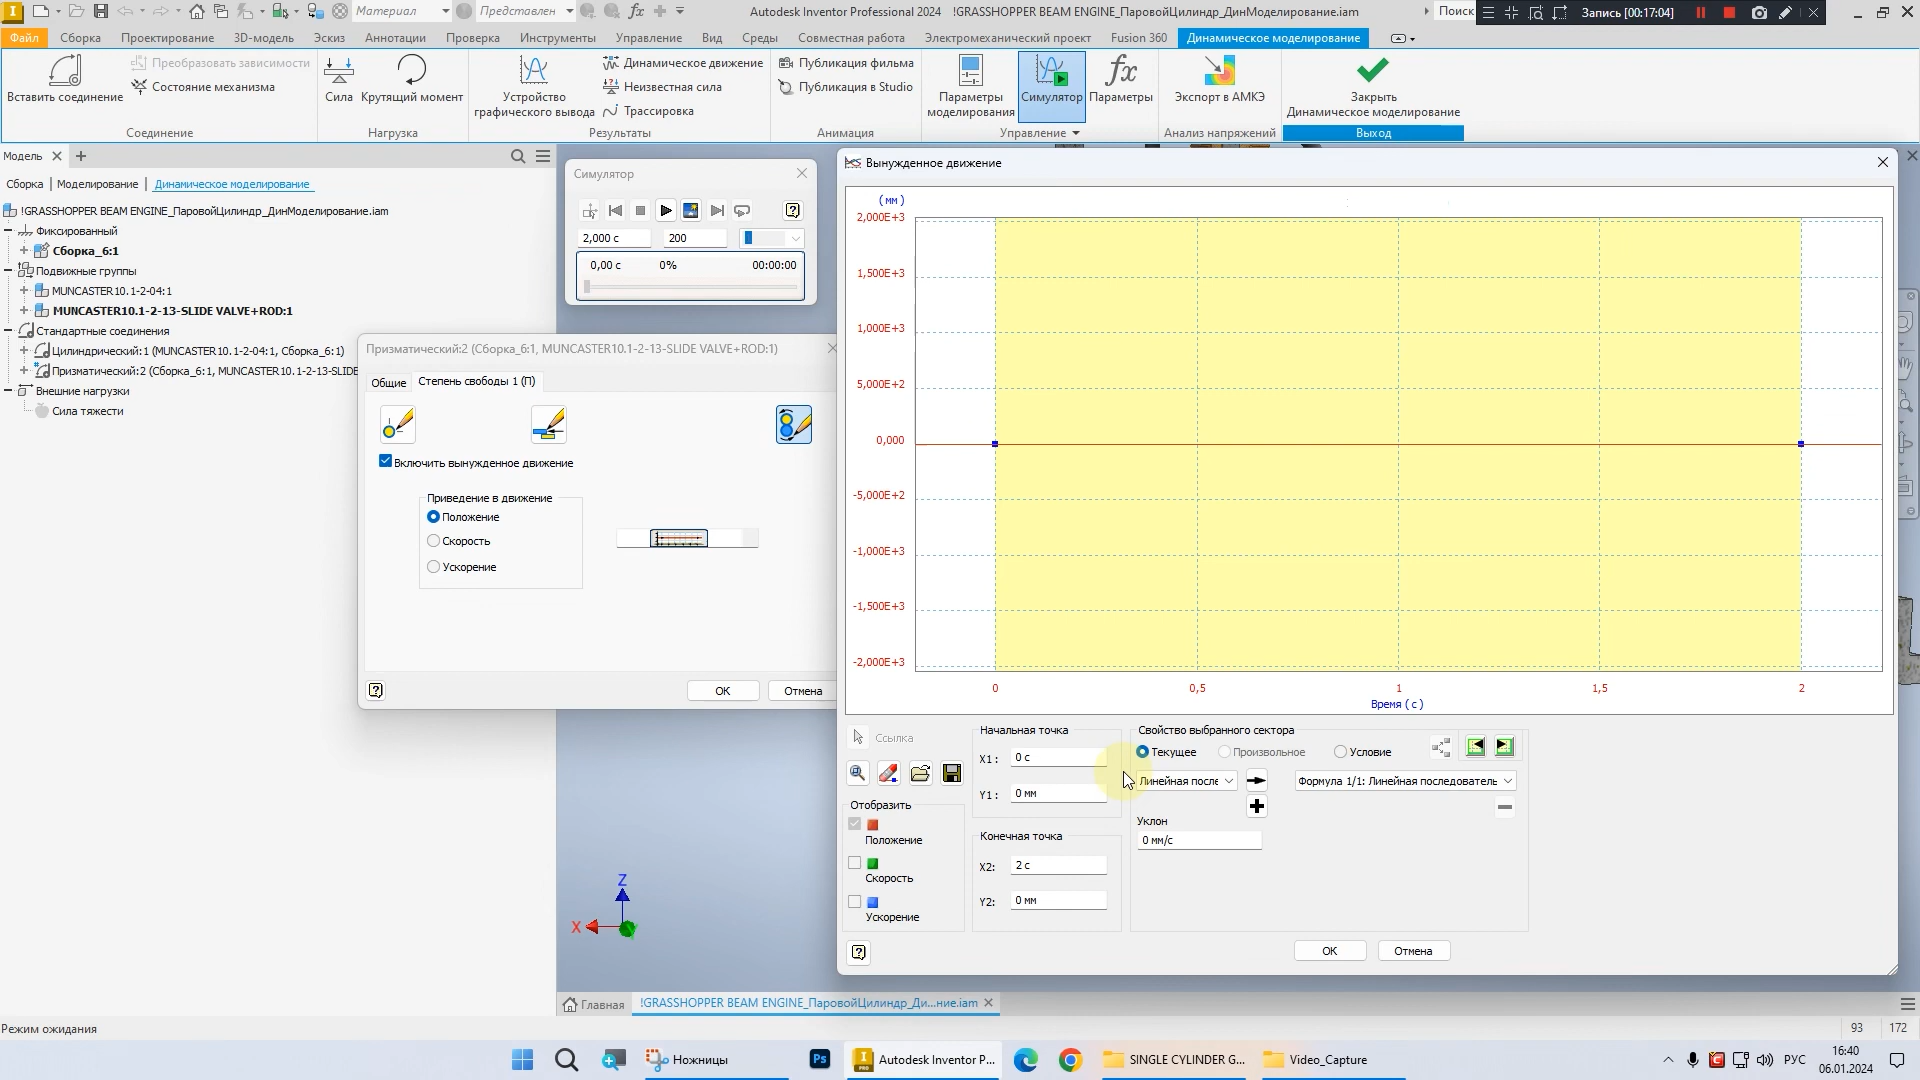 Материал
Представлен
Autodesk Inventor Professional 2024 !GRASSHOPPER BEAM ENGINE_ПаровойЦилиндр_ДинМоделирование.iam
Поиск
Запись [00:17:04]
Файл Сборка Проектирование 3D-модель Эскиз Аннотации Проверка Инструменты Управление Вид Среды Совместная работа Электромеханический проект Fusion 360 Динамическое моделирование
Вставить соединение
Преобразовать зависимости
Состояние механизма
Соединение
Сила
Крутящий момент
Нагрузка
Устройство графического вывода
Динамическое движение
Неизвестная сила
Трассировка
Результаты
Публикация фильма
Публикация в Studio
Анимация
Параметры моделирования
Симулятор
Параметры
Управление
Экспорт в АМКЭ
Анализ напряжений
Закрыть
Динамическое моделирование
Выход
Модель
Сборка | Моделирование | Динамическое моделирование
!GRASSHOPPER BEAM ENGINE_ПаровойЦилиндр_ДинМоделирование.iam
Фиксированный
Сборка_6:1
Подвижные группы
MUNCASTER10.1-2-04:1
MUNCASTER10.1-2-13-SLIDE VALVE+ROD:1
Стандартные соединения
Цилиндрический:1 (MUNCASTER10.1-2-04:1, Сборка_6:1)
Призматический:2 (Сборка_6:1, MUNCASTER10.1-2-13-SLIDE
Внешние нагрузки
Сила тяжести
Симулятор
2,000 с
200
0,00 с 0% 00:00:00
Призматический:2 (Сборка_6:1, MUNCASTER10.1-2-13-SLIDE VALVE+ROD:1)
Общие
Степень свободы 1 (П)
Включить вынужденное движение
Приведение в движение
Положение
Скорость
Ускорение
ОК
Отмена
Вынужденное движение
(мм)
2,000E+3
1,500E+3
1,000E+3
5,000E+2
0,000
-5,000E+2
-1,000E+3
-1,500E+3
-2,000E+3
0 0,5 1 1,5 2
Время (с)
Ссылка
Отобразить
Положение
Скорость
Ускорение
Начальная точка
X1: 0 с
Y1: 0 мм
Конечная точка
X2: 2 с
Y2: 0 мм
Свойство выбранного сектора
Текущее
Произвольное
Условие
Линейная после
Формула 1/1: Линейная последователь
Уклон
0 мм/с
ОК
Отмена
Z
X
Главная
!GRASSHOPPER BEAM ENGINE_ПаровойЦилиндр_Ди...ние.iam
Режим ожидания
93 172
Ножницы
Ps
Autodesk Inventor P...
SINGLE CYLINDER G...
Video_Capture
РУС
16:40
06.01.2024